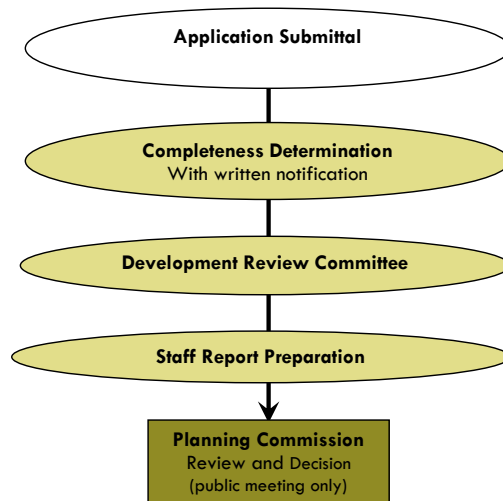 Application Submittal
Completeness Determination
With written notification
Development Review Committee
Staff Report Preparation
Planning Commission
Review and Decision
(public meeting only)